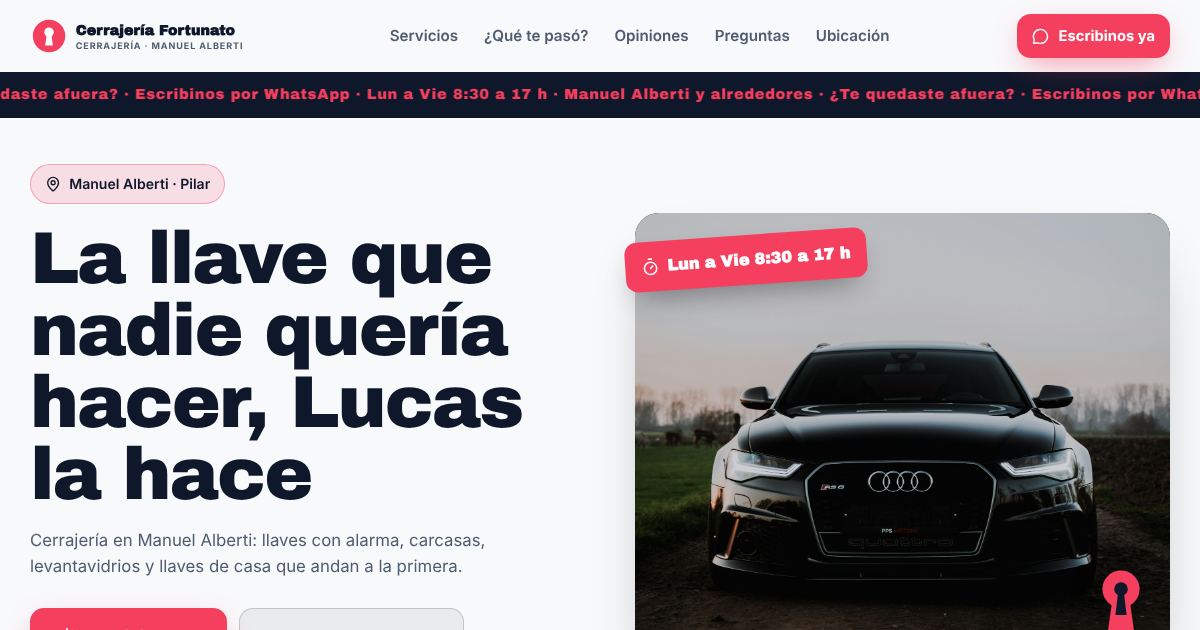 Cerrajería Fortunato
CERRAJERÍA · MANUEL ALBERTI
Servicios
¿Qué te pasó?
Opiniones
Preguntas
Ubicación
Escribinos ya
daste afuera? · Escribinos por WhatsApp · Lun a Vie 8:30 a 17 h · Manuel Alberti y alrededores · ¿Te quedaste afuera? · Escribinos por What
Manuel Alberti · Pilar
La llave que
nadie quería
hacer, Lucas
la hace
Cerrajería en Manuel Alberti: llaves con alarma, carcasas,
levantavidrios y llaves de casa que andan a la primera.
Lun a Vie 8:30 a 17 h
RS 6
quattro